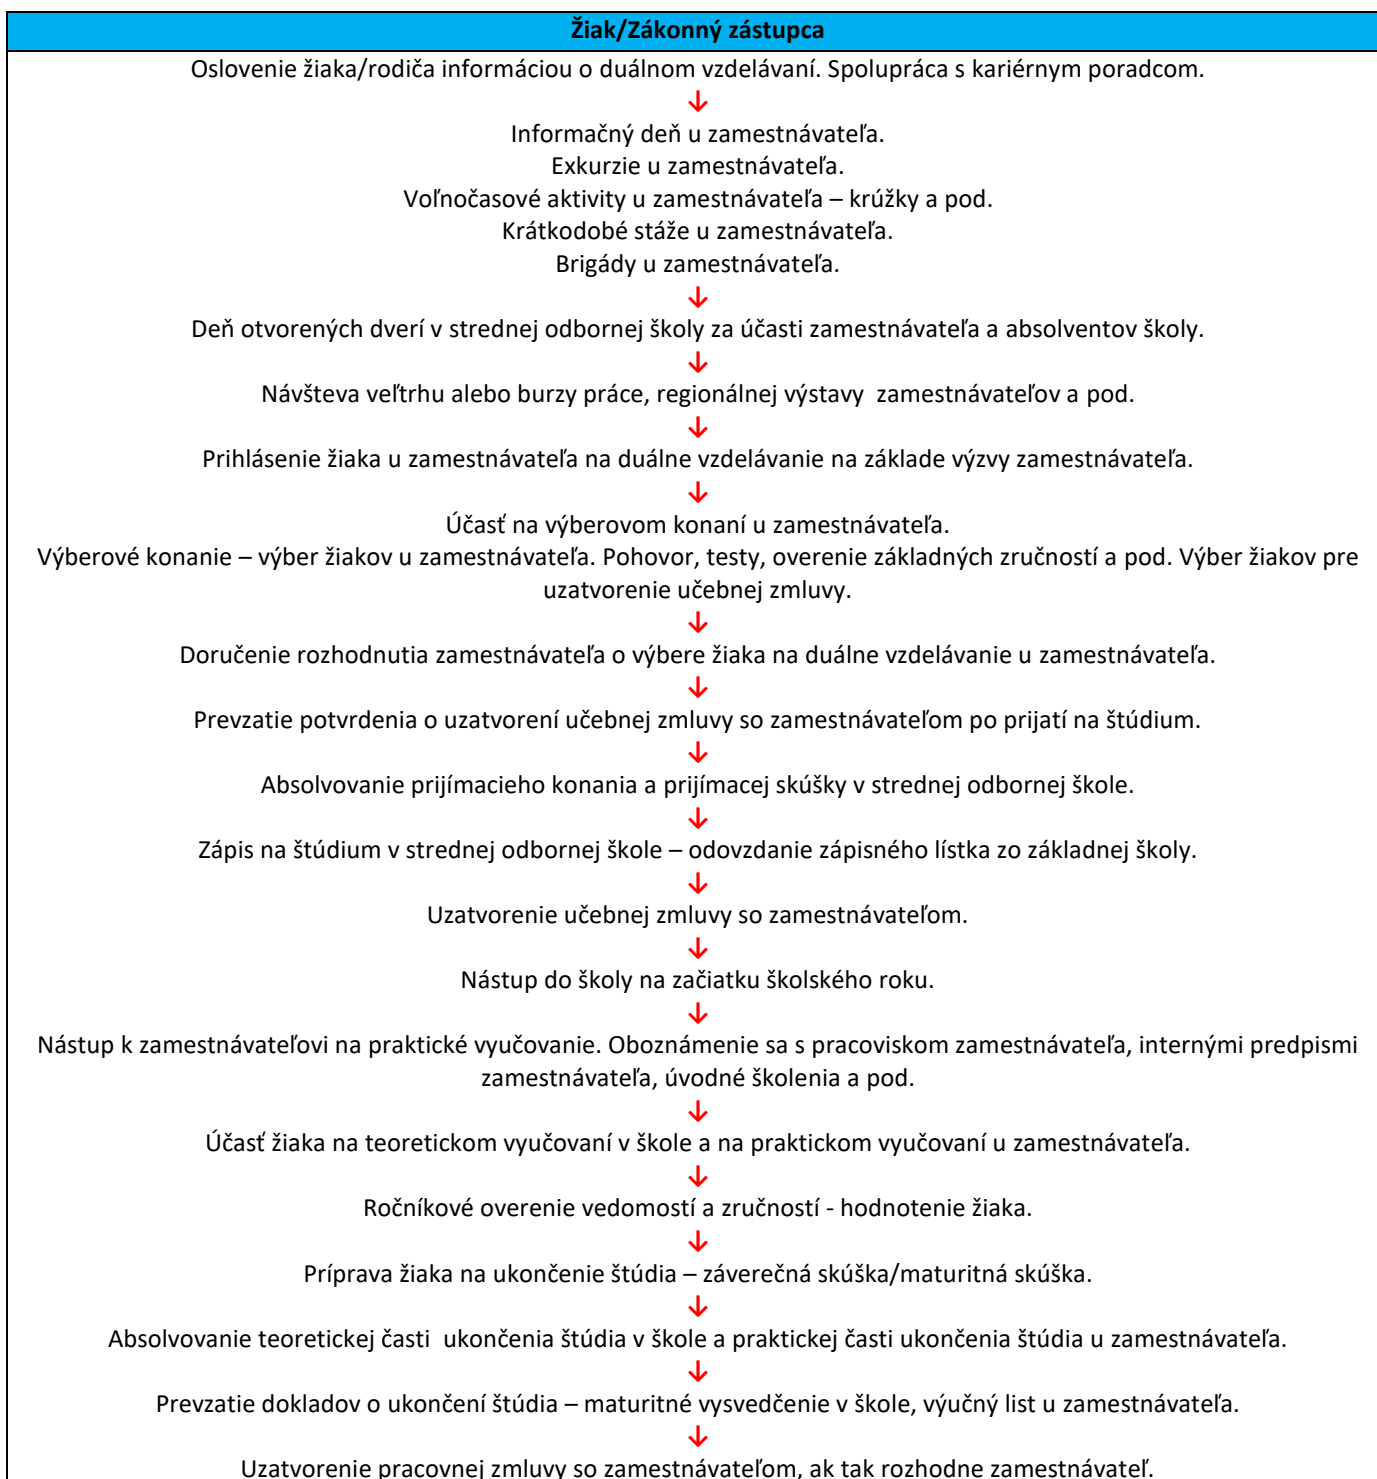 Žiak/Zákonný zástupca
Oslovenie žiaka/rodiča informáciou o duálnom vzdelávaní. Spolupráca s kariérnym poradcom.
↓
Informačný deň u zamestnávateľa.
Exkurzie u zamestnávateľa.
Voľnočasové aktivity u zamestnávateľa – krúžky a pod.
Krátkodobé stáže u zamestnávateľa.
Brigády u zamestnávateľa.
↓
Deň otvorených dverí v strednej odbornej školy za účasti zamestnávateľa a absolventov školy.
↓
Návšteva veľtrhu alebo burzy práce, regionálnej výstavy  zamestnávateľov a pod.
↓
Prihlásenie žiaka u zamestnávateľa na duálne vzdelávanie na základe výzvy zamestnávateľa.
↓
Účasť na výberovom konaní u zamestnávateľa.
Výberové konanie – výber žiakov u zamestnávateľa. Pohovor, testy, overenie základných zručností a pod. Výber žiakov pre
uzatvorenie učebnej zmluvy.
↓
Doručenie rozhodnutia zamestnávateľa o výbere žiaka na duálne vzdelávanie u zamestnávateľa.
↓
Prevzatie potvrdenia o uzatvorení učebnej zmluvy so zamestnávateľom po prijatí na štúdium.
↓
Absolvovanie prijímacieho konania a prijímacej skúšky v strednej odbornej škole.
↓
Zápis na štúdium v strednej odbornej škole – odovzdanie zápisného lístka zo základnej školy.
↓
Uzatvorenie učebnej zmluvy so zamestnávateľom.
↓
Nástup do školy na začiatku školského roku.
↓
Nástup k zamestnávateľovi na praktické vyučovanie. Oboznámenie sa s pracoviskom zamestnávateľa, internými predpismi
zamestnávateľa, úvodné školenia a pod.
↓
Účasť žiaka na teoretickom vyučovaní v škole a na praktickom vyučovaní u zamestnávateľa.
↓
Ročníkové overenie vedomostí a zručností - hodnotenie žiaka.
↓
Príprava žiaka na ukončenie štúdia – záverečná skúška/maturitná skúška.
↓
Absolvovanie teoretickej časti  ukončenia štúdia v škole a praktickej časti ukončenia štúdia u zamestnávateľa.
↓
Prevzatie dokladov o ukončení štúdia – maturitné vysvedčenie v škole, výučný list u zamestnávateľa.
↓
Uzatvorenie pracovnej zmluvy so zamestnávateľom, ak tak rozhodne zamestnávateľ.